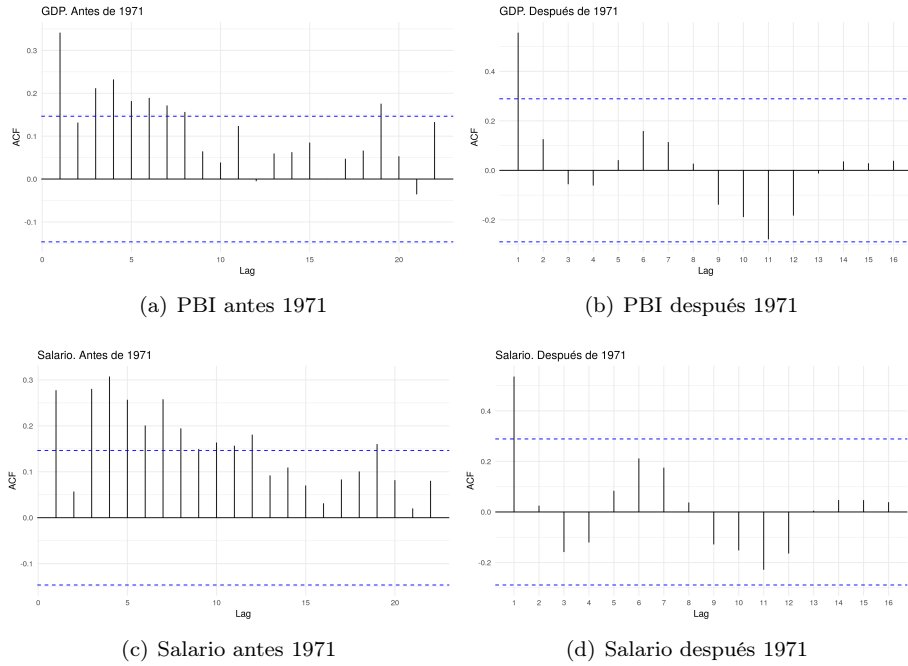 GDP. Antes de 1971
0.3
0.2
0.1
0.0
-0.1
ACF
0 5 10 15 20
Lag
(a) PBI antes 1971
GDP. Después de 1971
0.4
0.2
0.0
-0.2
ACF
1 2 3 4 5 6 7 8 9 10 11 12 13 14 15 16
Lag
(b) PBI después 1971
Salario. Antes de 1971
0.3
0.2
0.1
0.0
-0.1
ACF
0 5 10 15 20
Lag
(c) Salario antes 1971
Salario. Después de 1971
0.4
0.2
0.0
-0.2
ACF
1 2 3 4 5 6 7 8 9 10 11 12 13 14 15 16
Lag
(d) Salario después 1971